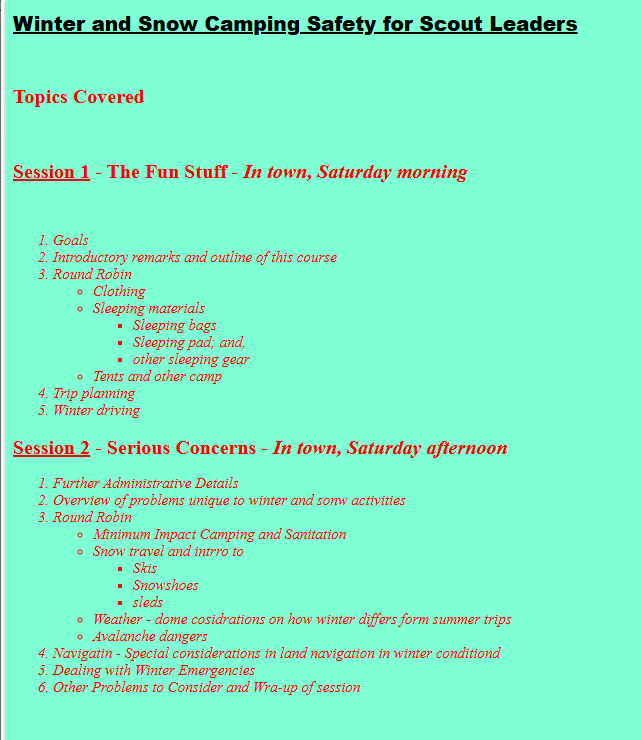 Winter and Snow Camping Safety for Scout Leaders
Topics Covered
Session 1 - The Fun Stuff - In town, Saturday morning
1. Goals
2. Introductory remarks and outline of this course
3. Round Robin
Clothing
Sleeping materials
Sleeping bags
Sleeping pad; and,
other sleeping gear
Tents and other camp
4. Trip planning
5. Winter driving
Session 2 - Serious Concerns - In town, Saturday afternoon
1. Further Administrative Details
2. Overview of problems unique to winter and sonw activities
3. Round Robin
Minimum Impact Camping and Sanitation
Snow travel and intrro to
Skis
Snowshoes
sleds
Weather - dome cosidrations on how winter differs form summer trips
Avalanche dangers
4. Navigatin - Special considerations in land navigation in winter conditiond
5. Dealing with Winter Emergencies
6. Other Problems to Consider and Wra-up of session